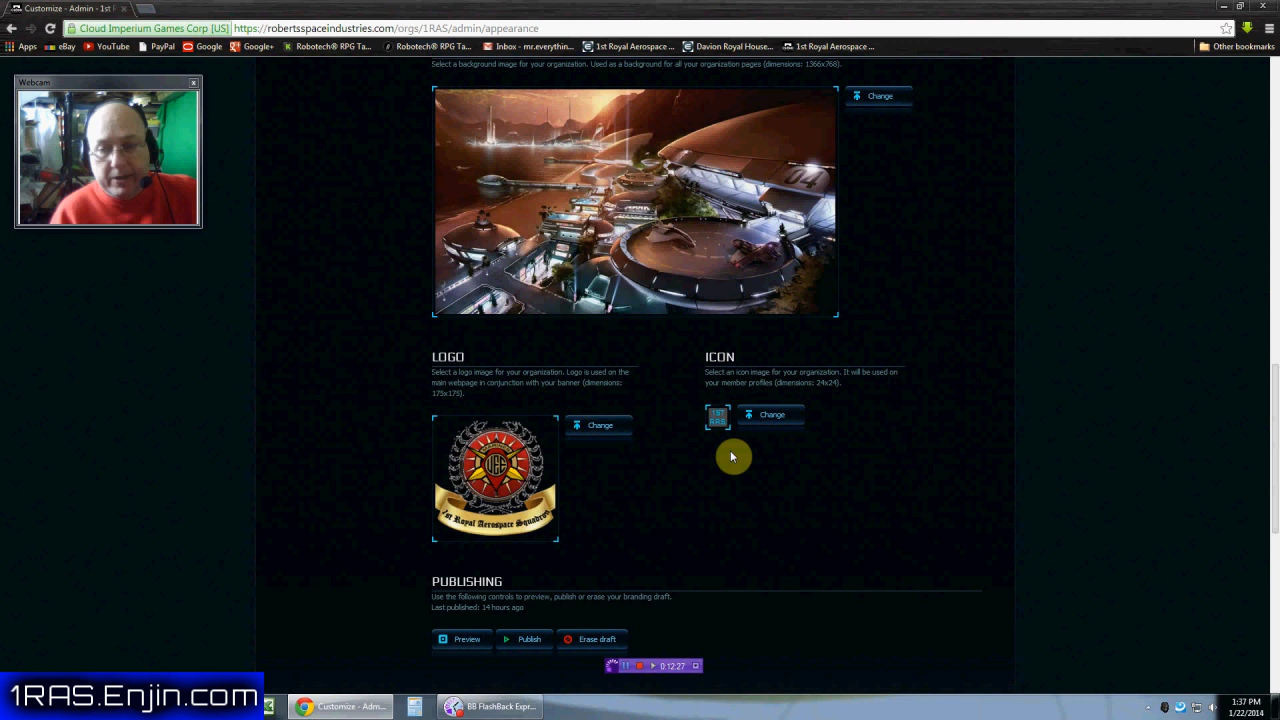 Customize - Admin - 1st R
Cloud Imperium Games Corp [US] https://robertsspaceindustries.com/orgs/1RAS/admin/appearance
Apps eBay YouTube PayPal Google Google+ Robotech® RPG Ta... Robotech® RPG Ta... Inbox - mr.everythin... 1st Royal Aerospace ... Davion Royal House... 1st Royal Aerospace ... Other bookmarks
Select a background image for your organization. Used as a background for all your organization pages (dimensions: 1366x768).
Webcam
Change
04
LOGO
Select a logo image for your organization. Logo is used on the
main webpage in conjunction with your banner (dimensions:
175x175).
Change
UEE
1st Royal Aerospace Squadron
ICON
Select an icon image for your organization. It will be used on
your member profiles (dimensions: 24x24).
1ST
RAS
Change
PUBLISHING
Use the following controls to preview, publish or erase your branding draft.
Last published: 14 hours ago
Preview Publish Erase draft
0:12:27
1RAS.Enjin.com
Customize - Adm...
BB FlashBack Expr...
1:37 PM
1/22/2014